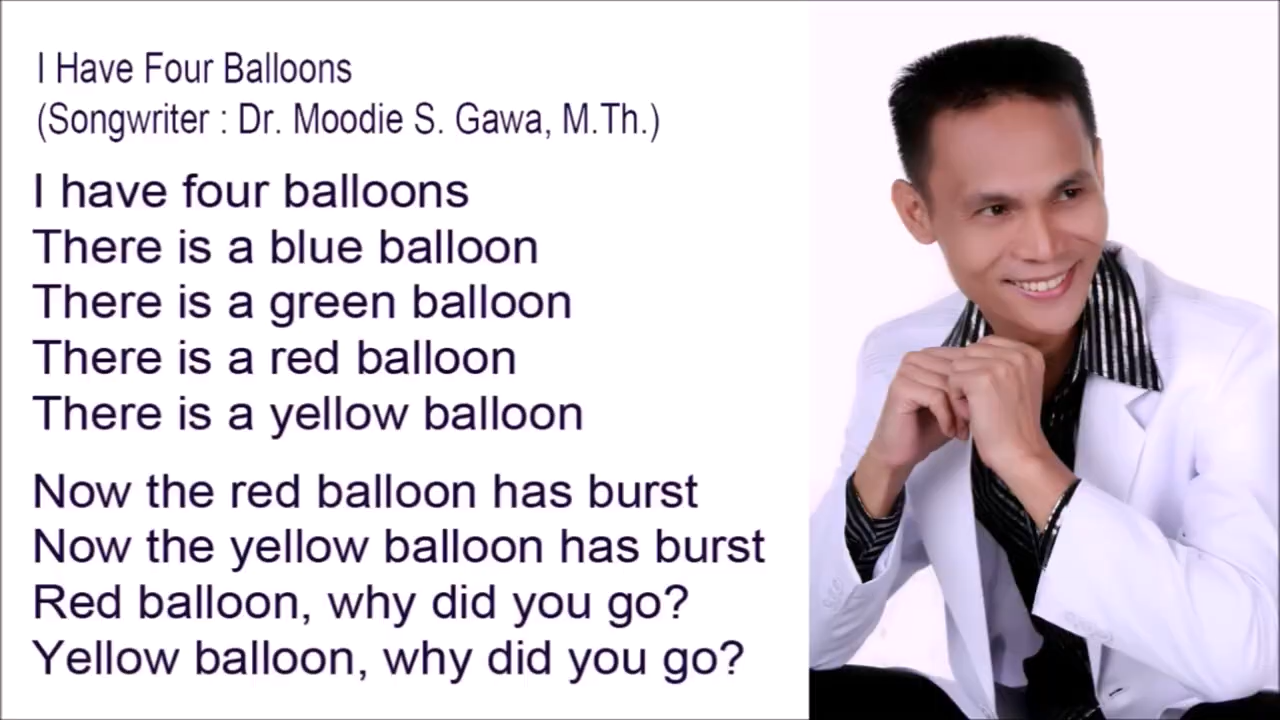 I Have Four Balloons
(Songwriter : Dr. Moodie S. Gawa, M.Th.)
I have four balloons
There is a blue balloon
There is a green balloon
There is a red balloon
There is a yellow balloon
Now the red balloon has burst
Now the yellow balloon has burst
Red balloon, why did you go?
Yellow balloon, why did you go?